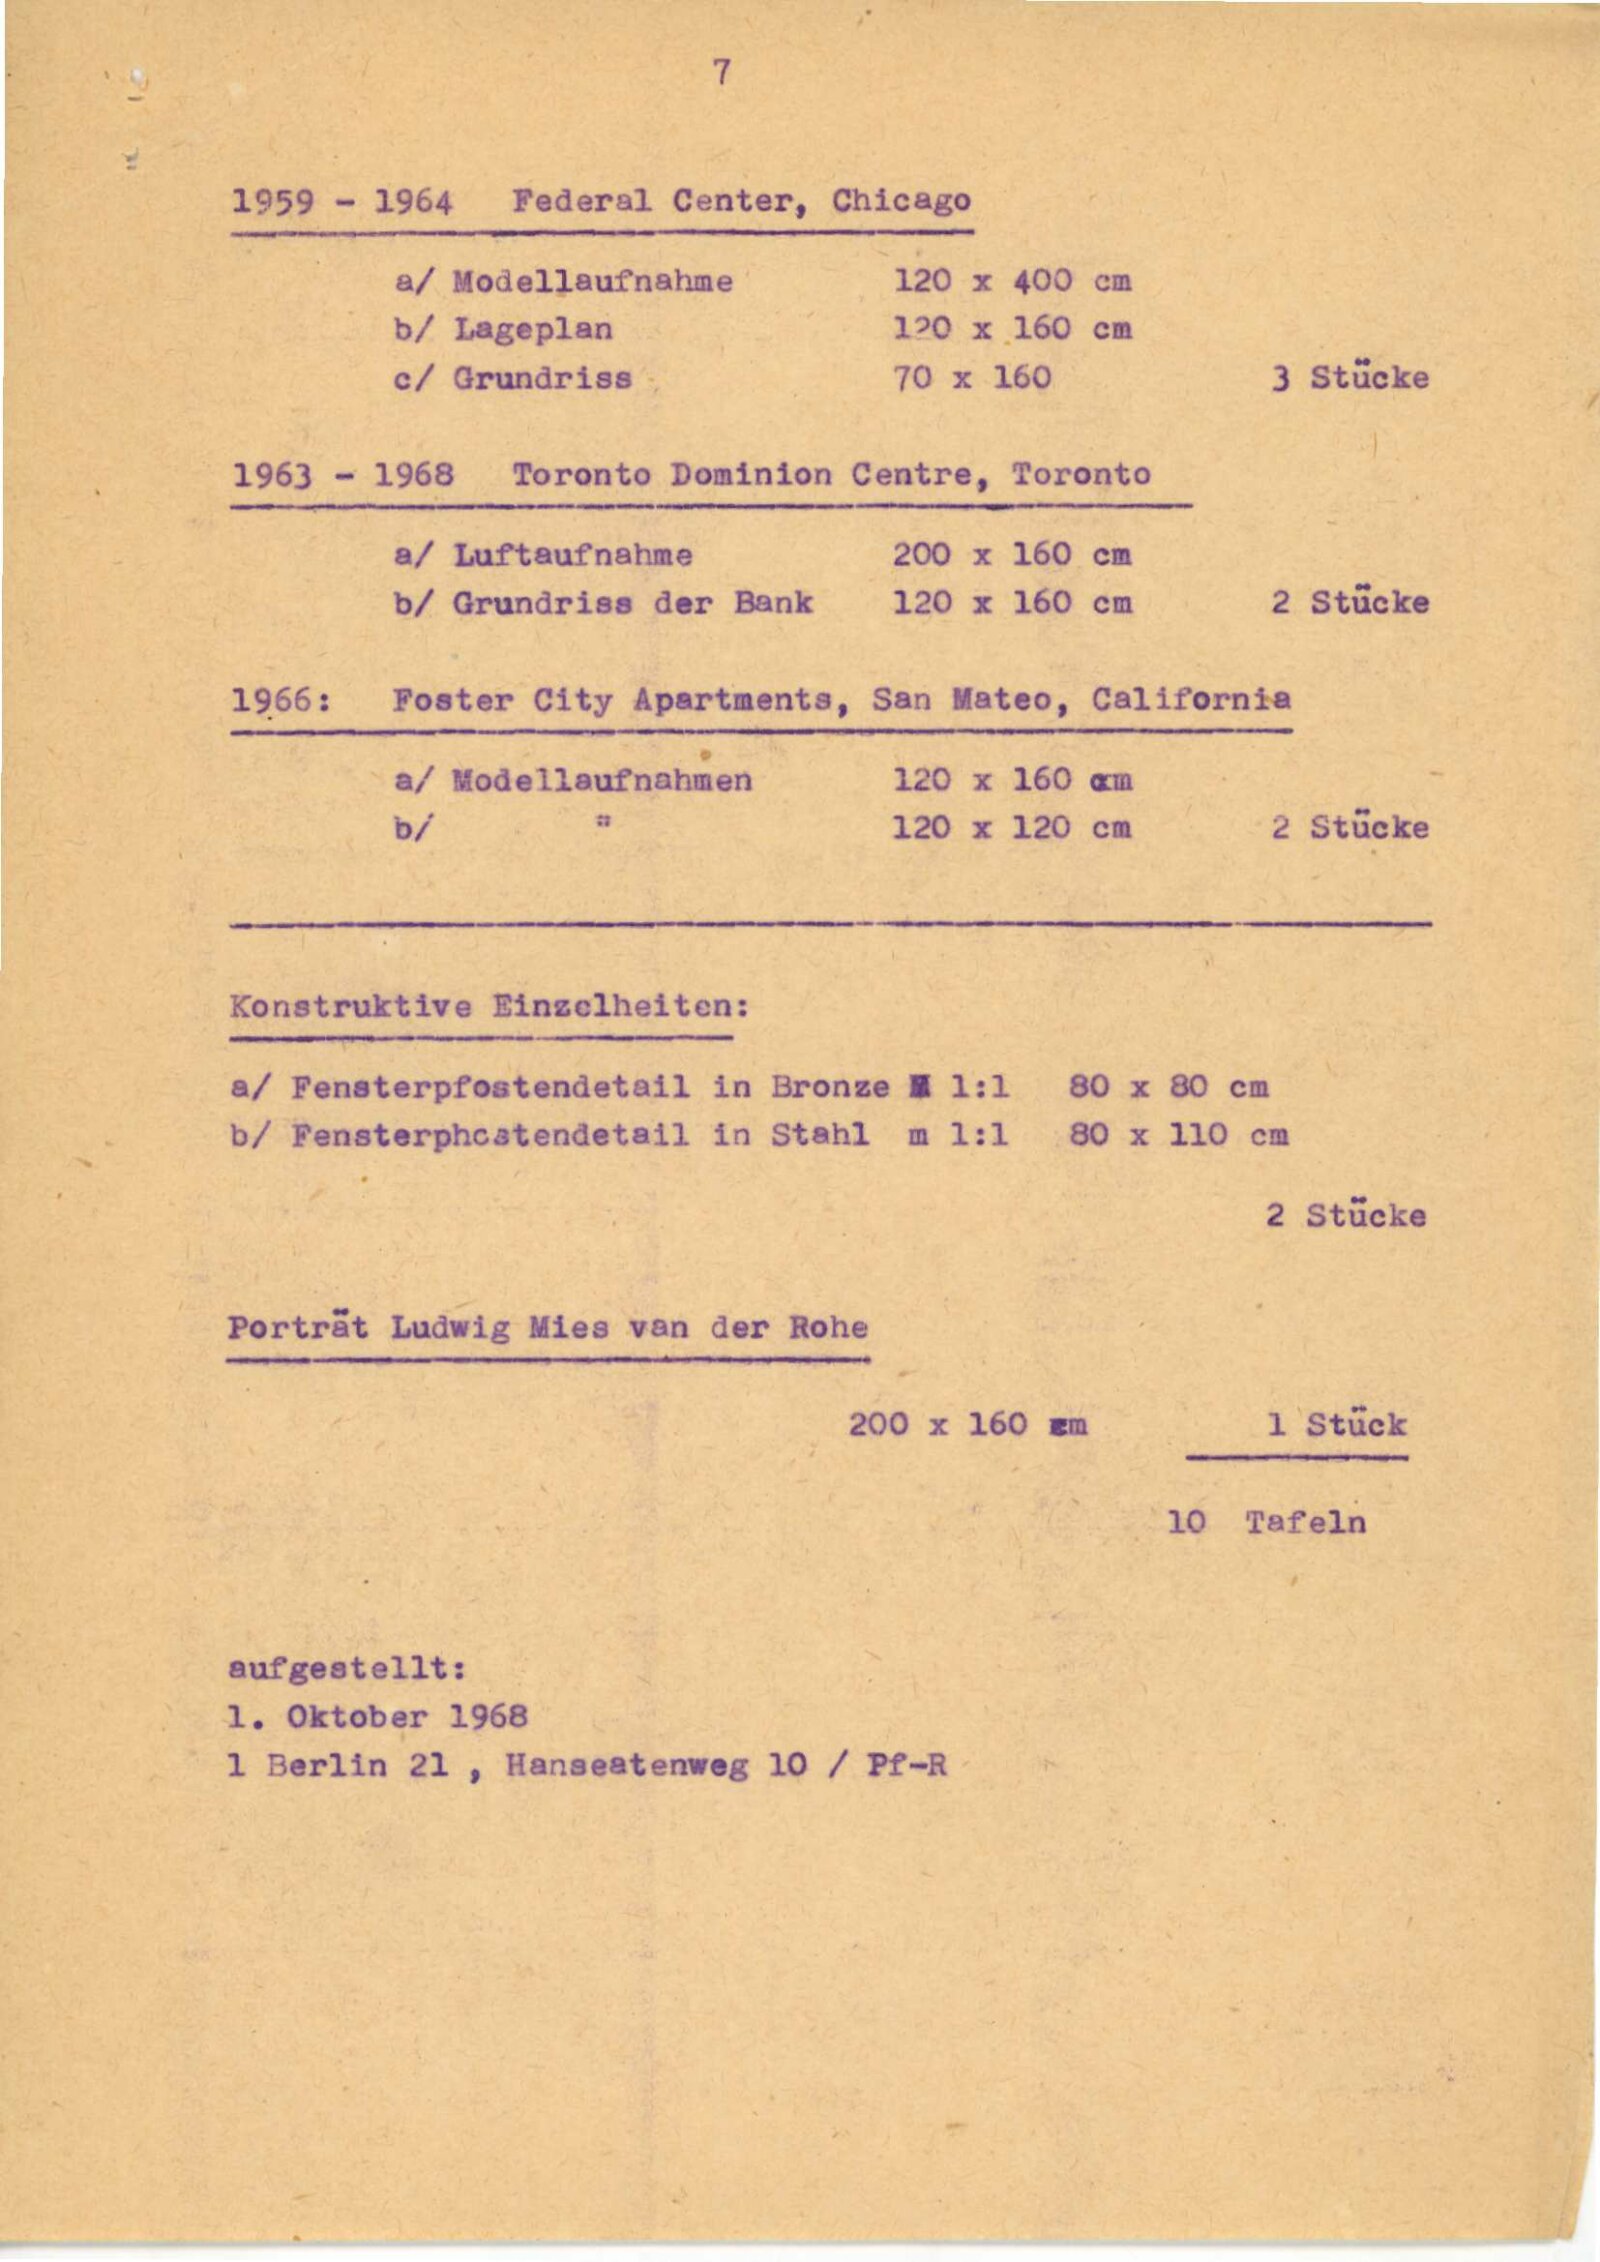 7
1959 - 1964 Federal Center, Chicago
a/ Modellaufnahme 120 x 400 cm
b/ Lageplan 120 x 160 cm
c/ Grundriss 70 x 160 3 Stücke
1963 - 1968 Toronto Dominion Centre, Toronto
a/ Luftaufnahme 200 x 160 cm
b/ Grundriss der Bank 120 x 160 cm 2 Stücke
1966: Foster City Apartments, San Mateo, California
a/ Modellaufnahmen 120 x 160 cm
b/ " 120 x 120 cm 2 Stücke
Konstruktive Einzelheiten:
a/ Fensterpfostendetail in Bronze M 1:1 80 x 80 cm
b/ Fensterphostendetail in Stahl m 1:1 80 x 110 cm
2 Stücke
Porträt Ludwig Mies van der Rohe
200 x 160 cm 1 Stück
10 Tafeln
aufgestellt:
1. Oktober 1968
1 Berlin 21 , Hanseatenweg 10 / Pf-R